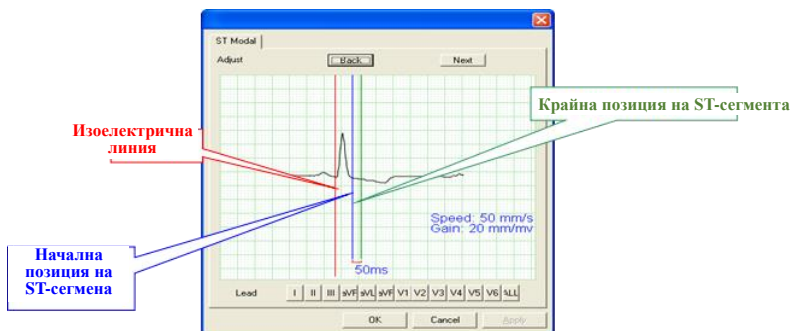 ST Modal
Adjust
Back
Next
Крайна позиция на ST-сегмента
Изоелектрична
линия
Speed: 50 mm/s
Gain: 20 mm/mv
Начална
позиция на
ST-сегмена
50ms
Lead I II III aVF aVL aVF V1 V2 V3 V4 V5 V6 ALL
OK Cancel Apply